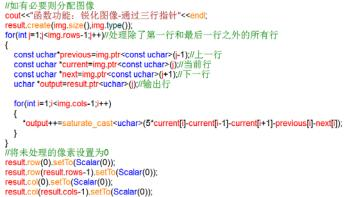 //如有必要则分配图像
cout<<"函数功能：锐化图像-通过三行指针"<<endl;
result.create(img.size(),img.type());
for(int j=1;j<img.rows-1;j++)//处理除了第一行和最后一行之外的所有行
{
const uchar*previous=img.ptr<const uchar>(j-1);//上一行
const uchar *current=img.ptr<const uchar>(j);//当前行
const uchar *next=img.ptr<const uchar>(j+1);//下一行
uchar *output=result.ptr<uchar>(j);//输出行
for(int i=1;i<img.cols-1;i++)
{
*output++=saturate_cast<uchar>(5*current[i]-current[i-1]-current[i+1]-previous[i]-next[i]);
}
}
//将未处理的像素设置为0
result.row(0).setTo(Scalar(0));
result.row(result.rows-1).setTo(Scalar(0));
result.col(0).setTo(Scalar(0));
result.col(result.cols-1).setTo(Scalar(0));